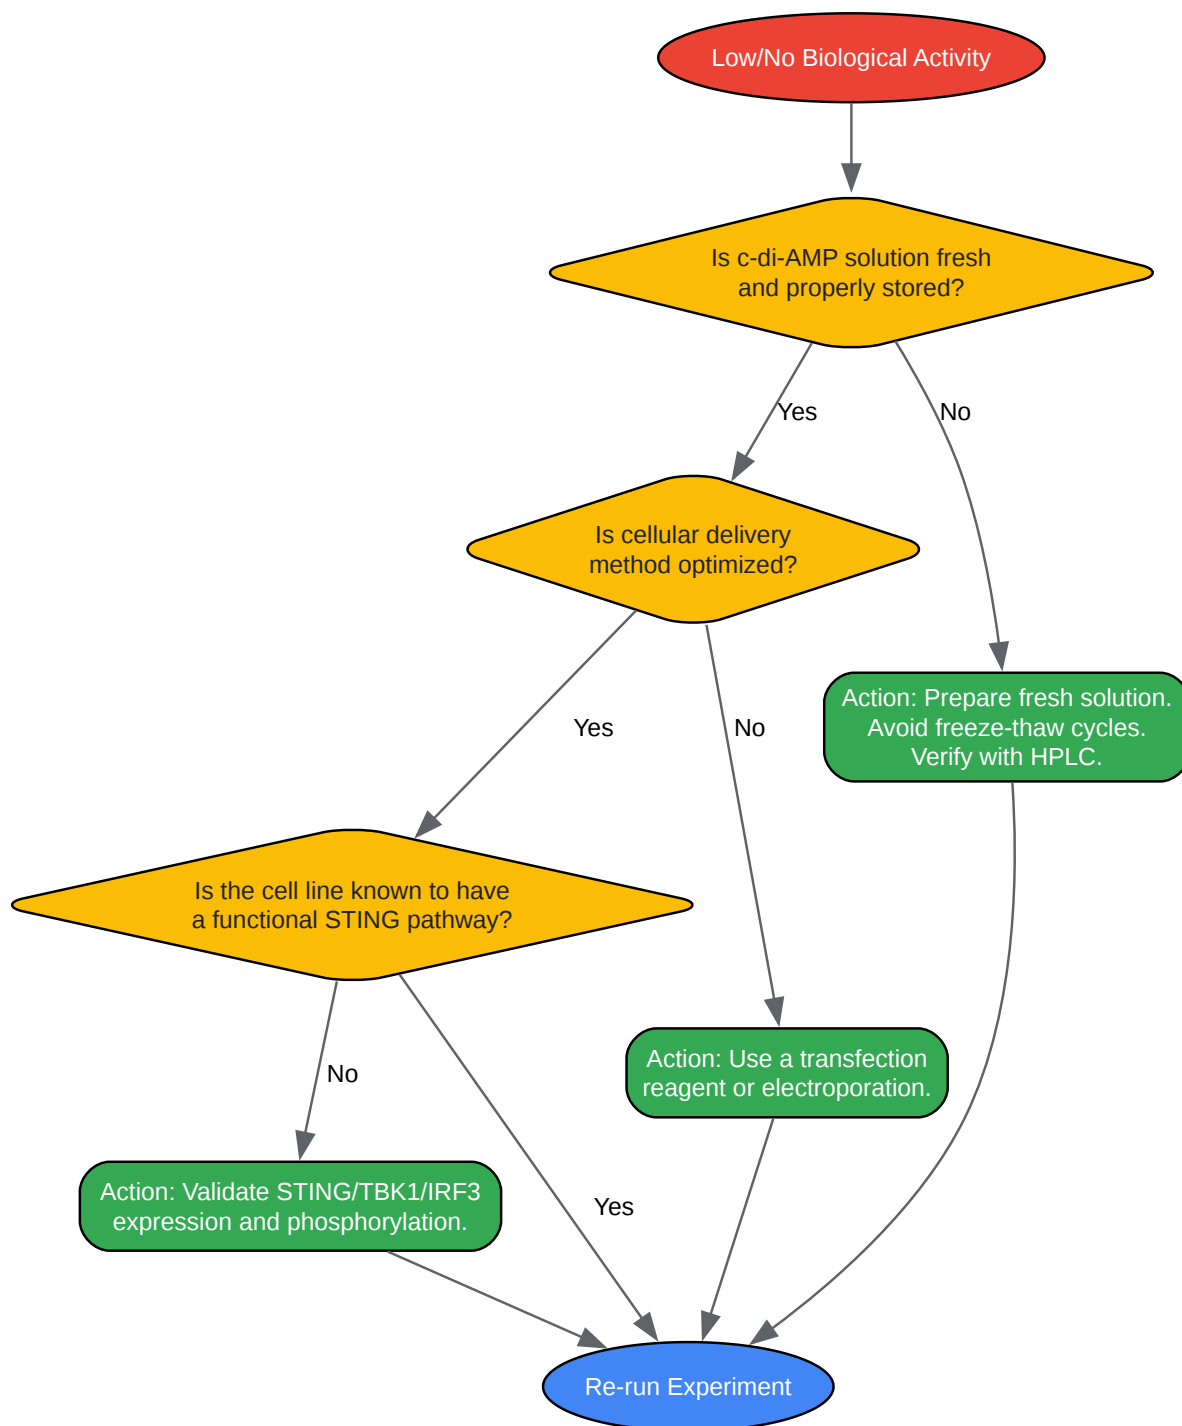 Low/No Biological Activity
Is c-di-AMP solution fresh
and properly stored?
Yes
No
Is cellular delivery
method optimized?
Yes
No
Action: Prepare fresh solution.
Avoid freeze-thaw cycles.
Verify with HPLC.
Is the cell line known to have
a functional STING pathway?
No
Yes
Action: Use a transfection
reagent or electroporation.
Action: Validate STING/TBK1/IRF3
expression and phosphorylation.
Re-run Experiment